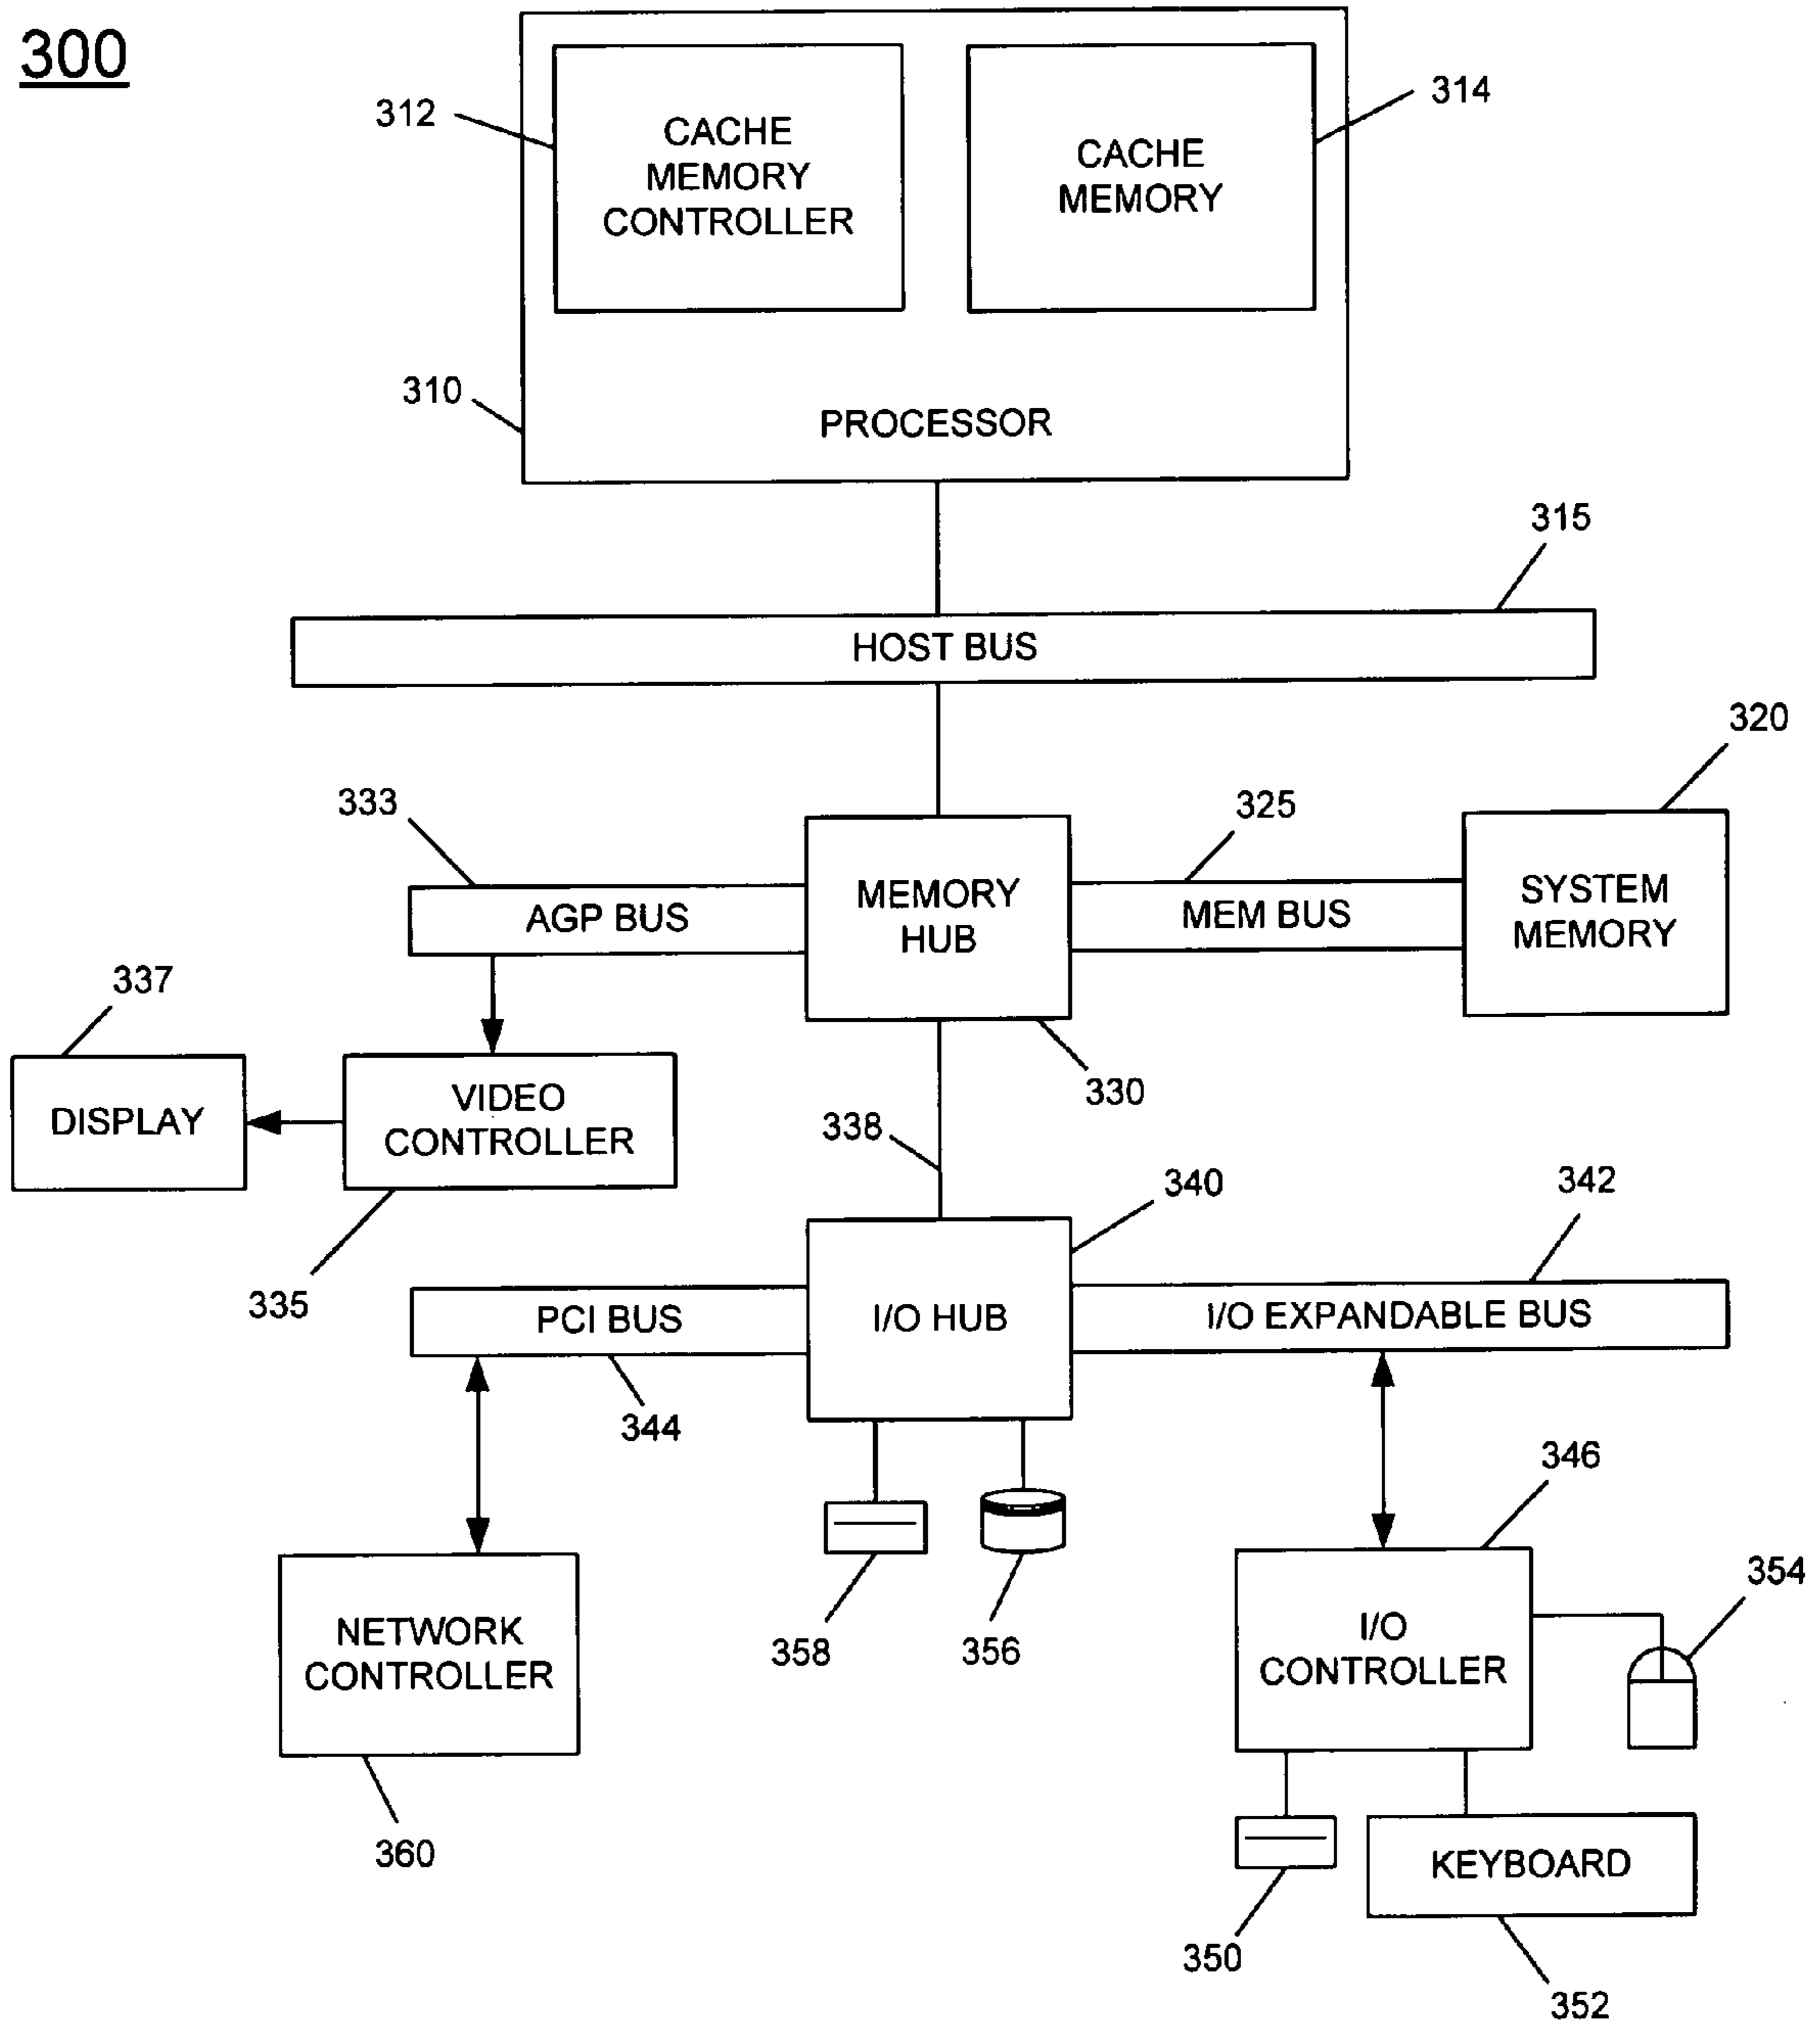 300
312
CACHE
MEMORY
CONTROLLER
CACHE
MEMORY
314
310
PROCESSOR
315
HOST BUS
320
333
325
AGP BUS
MEMORY
HUB
MEM BUS
SYSTEM
MEMORY
337
DISPLAY
VIDEO
CONTROLLER
330
338
340
342
335
PCI BUS
I/O HUB
I/O EXPANDABLE BUS
344
346
354
NETWORK
CONTROLLER
358
356
I/O
CONTROLLER
360
KEYBOARD
350
352